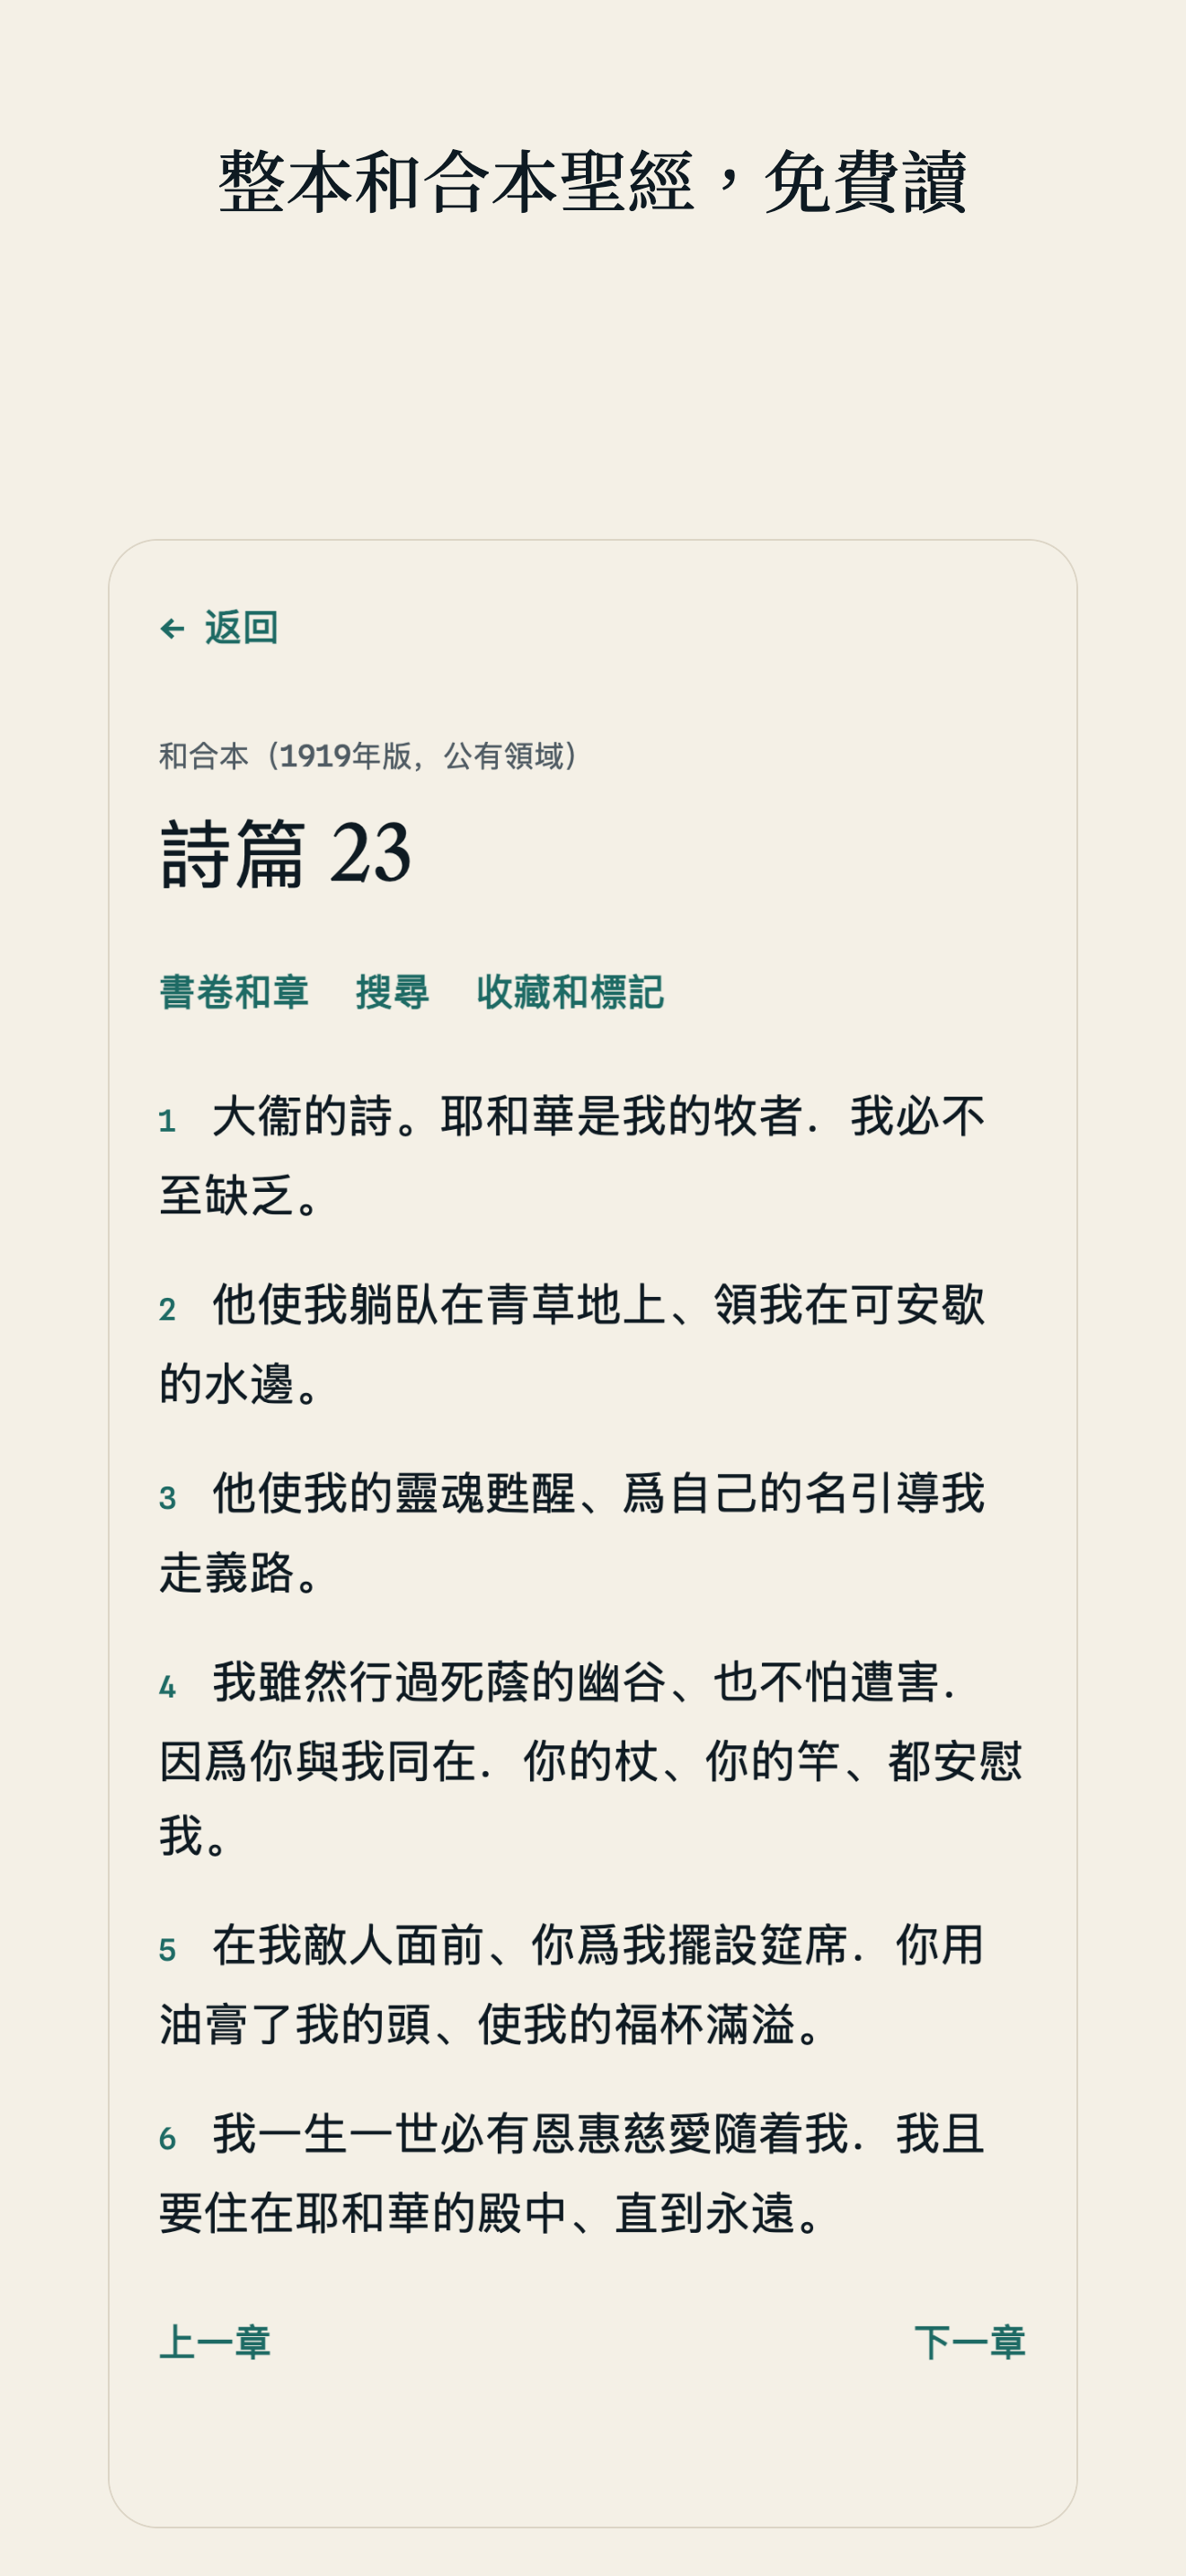 整本和合本聖經，免費讀
← 返回
和合本（1919年版，公有領域）
詩篇 23
書卷和章 搜尋 收藏和標記
1 大衞的詩。耶和華是我的牧者．我必不
至缺乏。
2 他使我躺臥在青草地上、領我在可安歇
的水邊。
3 他使我的靈魂甦醒、爲自己的名引導我
走義路。
4 我雖然行過死蔭的幽谷、也不怕遭害．
因爲你與我同在．你的杖、你的竿、都安慰
我。
5 在我敵人面前、你爲我擺設筵席．你用
油膏了我的頭、使我的福杯滿溢。
6 我一生一世必有恩惠慈愛隨着我．我且
要住在耶和華的殿中、直到永遠。
上一章 下一章